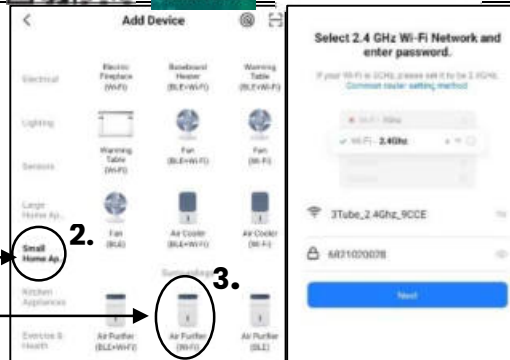 Add Device
Electrical
Electric
Fireplace
(Wi-Fi)
Baseboard
Heater
(BLE+Wi-Fi)
Warming
Table
(BLE+Wi-Fi)
Lighting
Sensors
Warming
Table
(Wi-Fi)
Fan
(BLE+Wi-Fi)
Fan
(Wi-Fi)
Large
Home Ap...
Fan
(BLE)
Air Cooler
(BLE+Wi-Fi)
Air Cooler
(Wi-Fi)
Small
Home Ap..
2.
3.
Kitchen
Appliances
Exercise &
Health
Air Purifier
(BLE+Wi-Fi)
Air Purifier
(Wi-Fi)
Air Purifier
(BLE)
Select 2.4 GHz Wi-Fi Network and
enter password.
If your Wi-Fi is 5GHz, please set it to be 2.4GHz.
Common router setting method
Wi-Fi - 5Ghz
Wi-Fi - 2.4Ghz
3Tube_2.4Ghz_9CCE
6821020028
Next